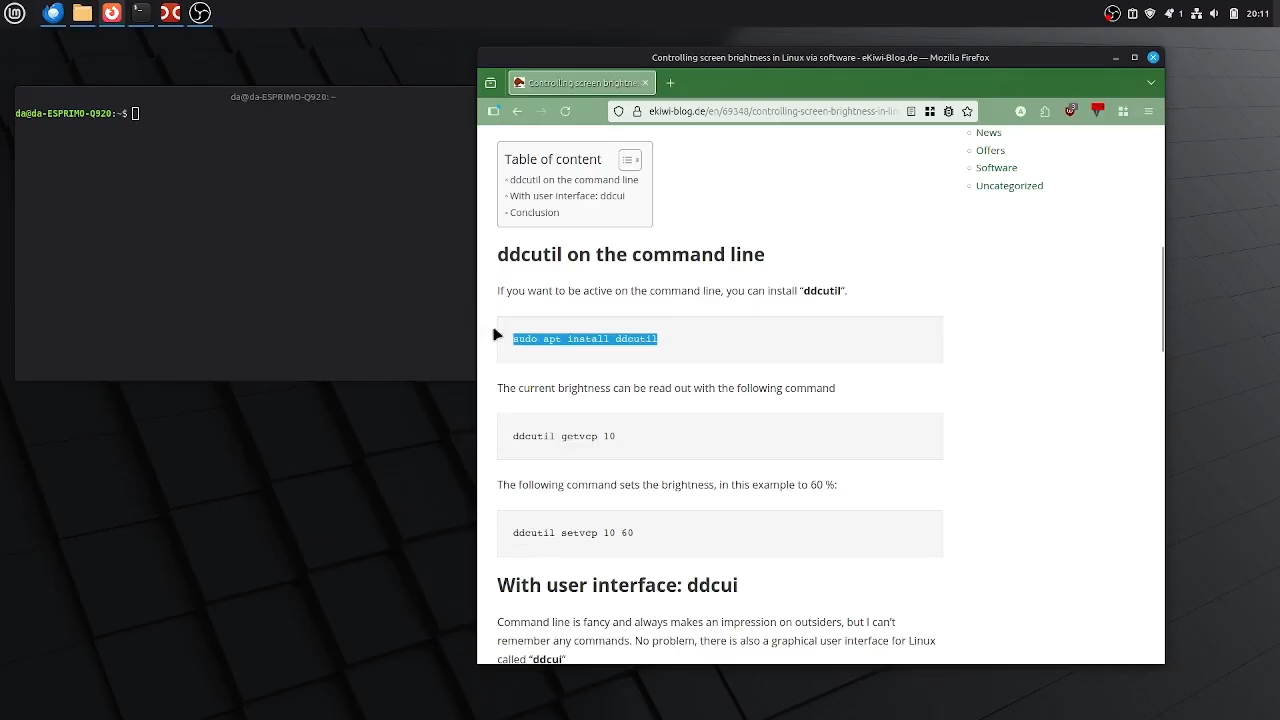 1
20:11
Controlling screen brightness in Linux via software - eKiwi-Blog.de — Mozilla Firefox
Controlling screen brightne
da@da-ESPRIMO-Q920: ~
ekiwi-blog.de/en/69348/controlling-screen-brightness-in-lin
3
da@da-ESPRIMO-Q920:~$
News
Offers
Software
Uncategorized
Table of content
ddcutil on the command line
With user interface: ddcui
Conclusion
ddcutil on the command line
If you want to be active on the command line, you can install “ddcutil”.
sudo apt install ddcutil
The current brightness can be read out with the following command
ddcutil getvcp 10
The following command sets the brightness, in this example to 60 %:
ddcutil setvcp 10 60
With user interface: ddcui
Command line is fancy and always makes an impression on outsiders, but I can’t
remember any commands. No problem, there is also a graphical user interface for Linux
called “ddcui”